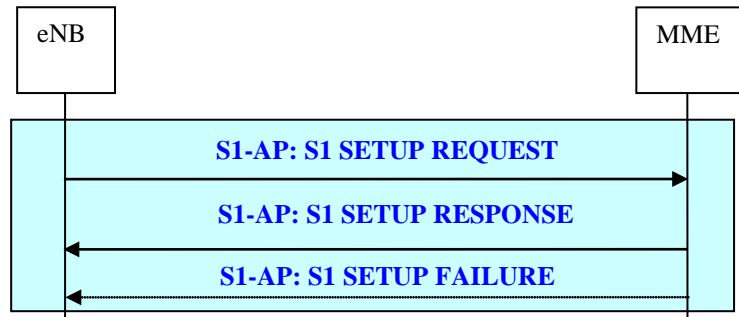 eNB
MME
S1-AP: S1 SETUP REQUEST
S1-AP: S1 SETUP RESPONSE
S1-AP: S1 SETUP FAILURE